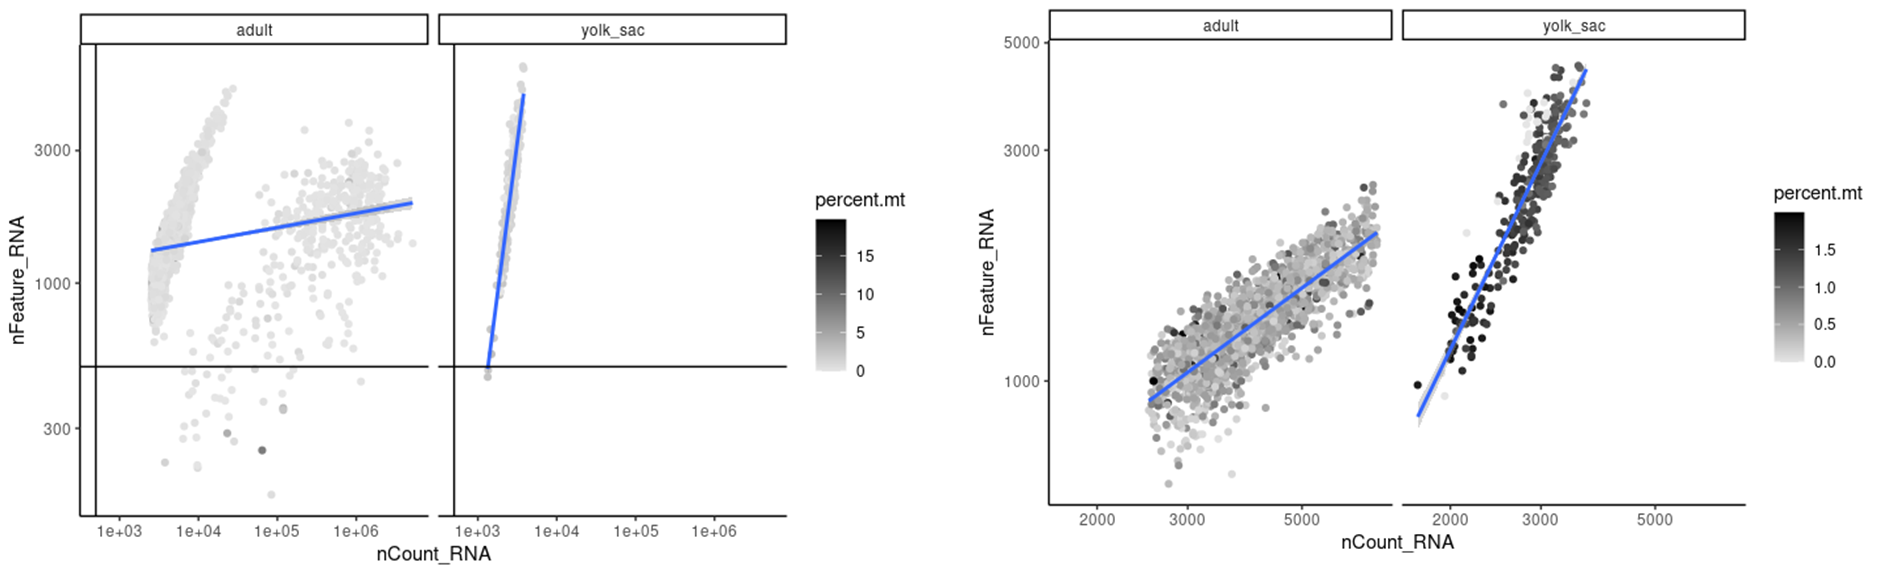 adult
yolk_sac
nFeature_RNA
3000
1000
300
1e+03 1e+04 1e+05 1e+06
1e+03 1e+04 1e+05 1e+06
nCount_RNA
percent.mt
15
10
5
0
adult
yolk_sac
nFeature_RNA
5000
3000
1000
2000 3000 5000
2000 3000 5000
nCount_RNA
percent.mt
1.5
1.0
0.5
0.0